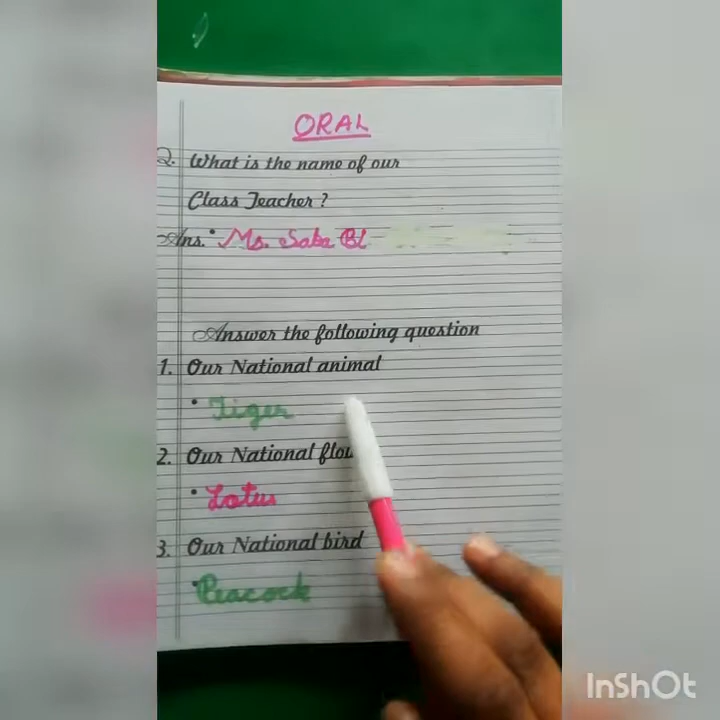 ORAL
Q. What is the name of our
Class Teacher ?
Ans. • Ms. Saba
Answer the following question
1. Our National animal
• Tiger
2. Our National
• Lotus
3. Our National bird
• Peacock
InShOt